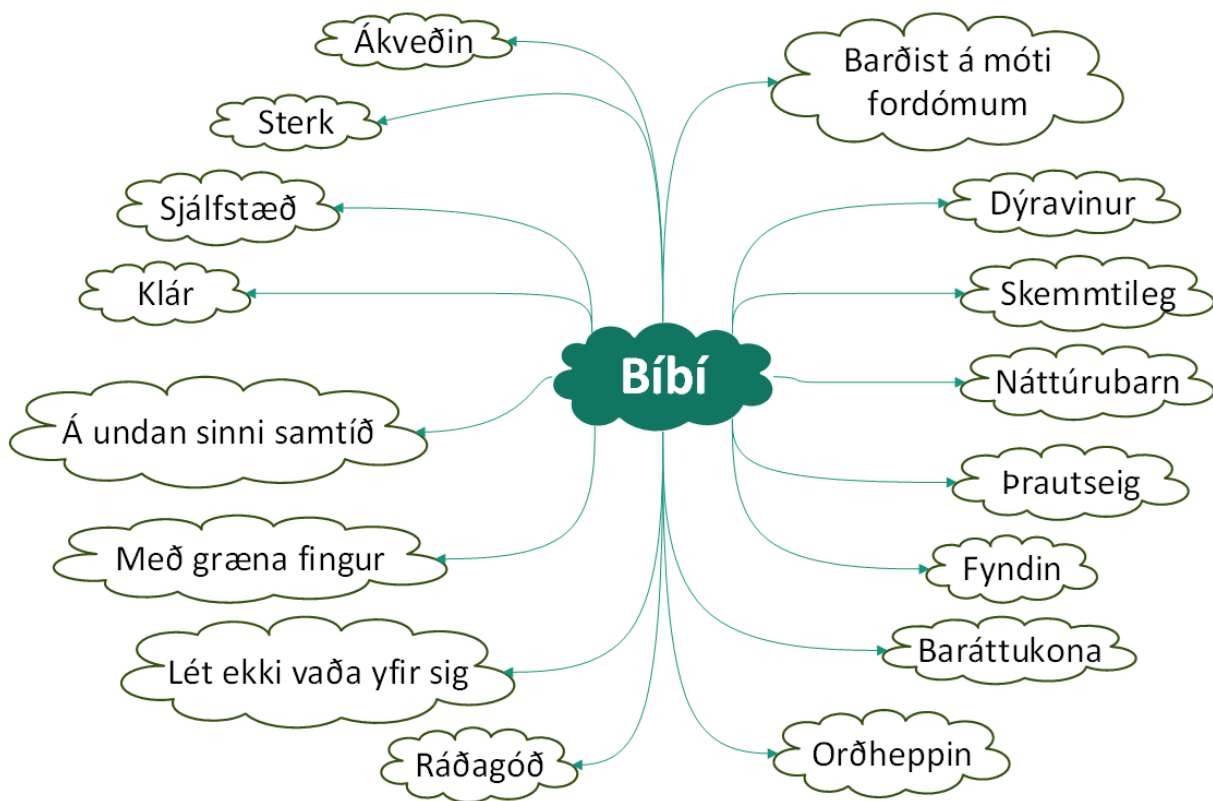 Ákveðin
Barðist á móti
fordómum
Sterk
Dýravinur
Sjálfstæð
Klár
Skemmtileg
Bíbí
Náttúrubarn
Á undan sinni samtíð
Þrautseig
Með græna fingur
Fyndin
Lét ekki vaða yfir sig
Baráttukona
Ráðagóð
Orðheppin